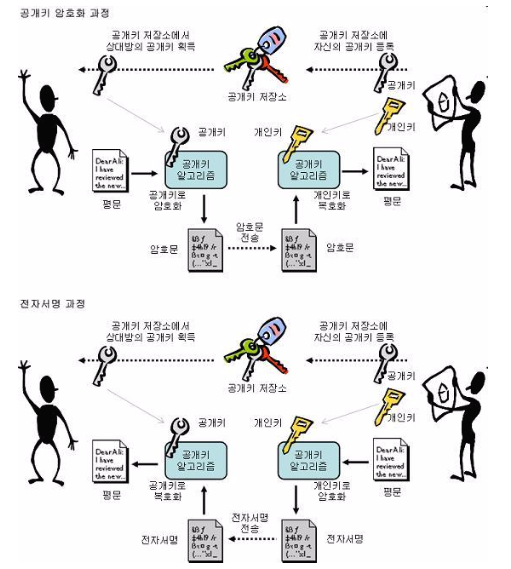 공개키 암호화 과정
공개키 저장소에서
상대방의 공개키 획득
공개키 저장소에
자신의 공개키 등록
공개키 저장소
공개키
개인키
공개키
개인키
DearAli:
I have
reviewed
the new...
평문
공개키
알고리즘
공개키로
암호화
공개키
알고리즘
개인키로
복호화
DearAli:
I have
reviewed
the new...
평문
암호문
암호문
전송
암호문
전자서명 과정
공개키 저장소에서
상대방의 공개키 획득
공개키 저장소에
자신의 공개키 등록
공개키 저장소
공개키
개인키
공개키
개인키
DearAli:
I have
reviewed
the new...
평문
공개키
알고리즘
공개키로
복호화
공개키
알고리즘
개인키로
암호화
DearAli:
I have
reviewed
the new...
평문
전자서명
전자서명
전송
전자서명